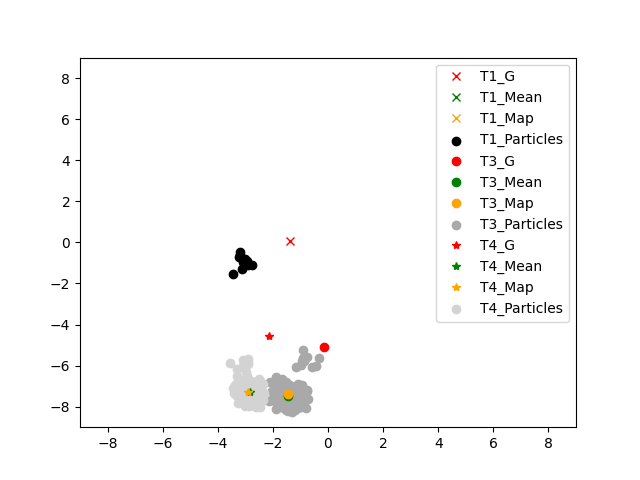 8
6
4
2
0
−2
−4
−6
−8
−8
−6
−4
−2
0
2
4
6
8
T1_G
T1_Mean
T1_Map
T1_Particles
T3_G
T3_Mean
T3_Map
T3_Particles
T4_G
T4_Mean
T4_Map
T4_Particles